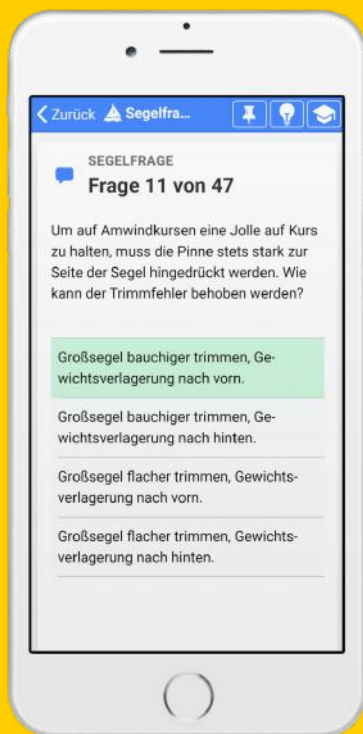 Zurück Segelfra...
SEGELFRAGE
Frage 11 von 47
Um auf Amwindkursen eine Jolle auf Kurs
zu halten, muss die Pinne stets stark zur
Seite der Segel hingedrückt werden. Wie
kann der Trimmfehler behoben werden?
Großsegel bauchiger trimmen, Ge-
wichtsverlagerung nach vorn.
Großsegel bauchiger trimmen, Ge-
wichtsverlagerung nach hinten.
Großsegel flacher trimmen, Gewichts-
verlagerung nach vorn.
Großsegel flacher trimmen, Gewichts-
verlagerung nach hinten.